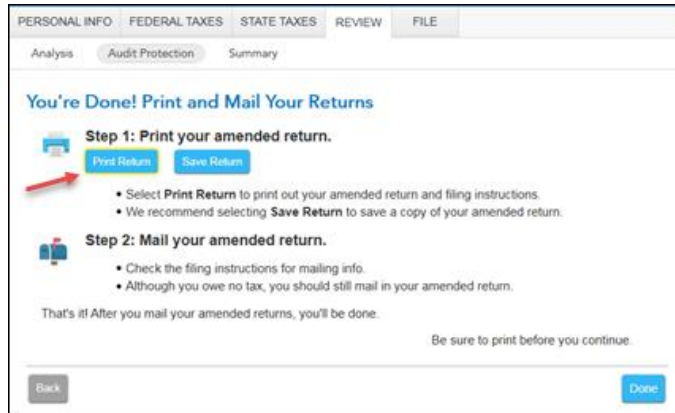 PERSONAL INFO FEDERAL TAXES STATE TAXES REVIEW FILE
Analysis Audit Protection Summary
You're Done! Print and Mail Your Returns
Step 1: Print your amended return.
Print Return Save Return
• Select Print Return to print out your amended return and filing instructions.
• We recommend selecting Save Return to save a copy of your amended return.
Step 2: Mail your amended return.
• Check the filing instructions for mailing info.
• Although you owe no tax, you should still mail in your amended return.
That's it! After you mail your amended returns, you'll be done.
Be sure to print before you continue.
Back Done